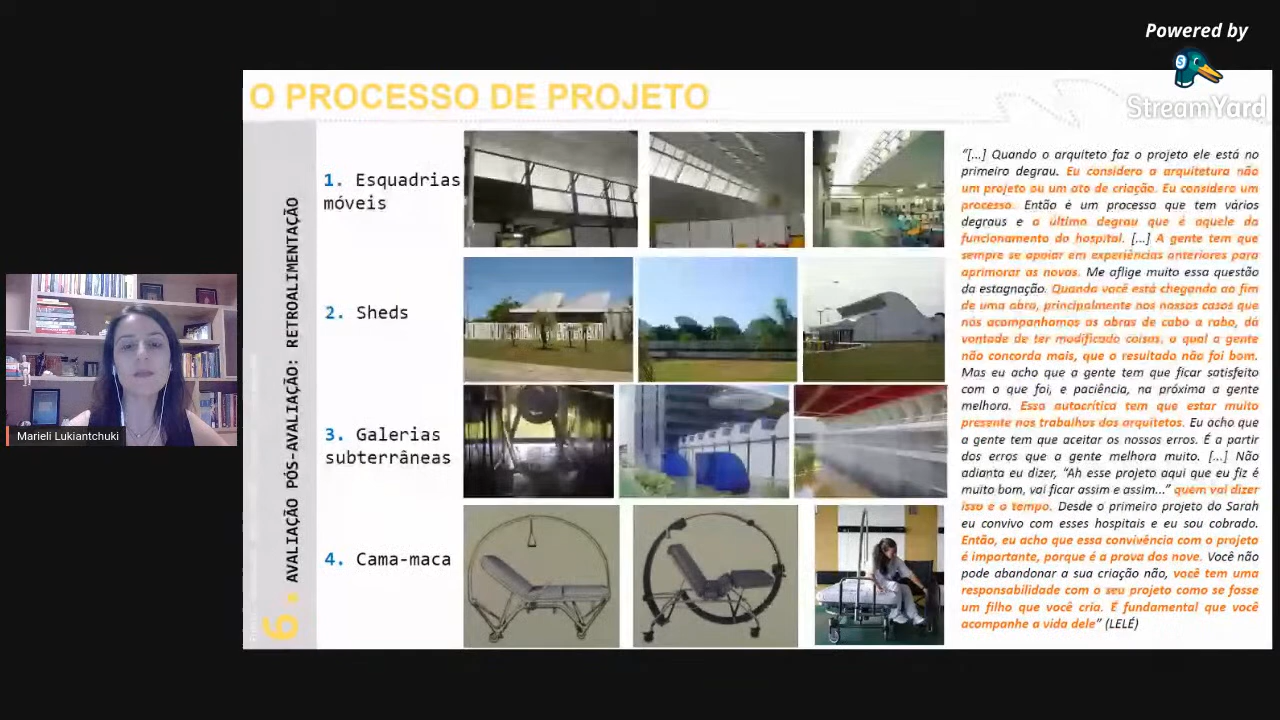 Powered by
StreamYard
O PROCESSO DE PROJETO
6. AVALIAÇÃO PÓS-AVALIAÇÃO: RETROALIMENTAÇÃO
1. Esquadrias
móveis
2. Sheds
3. Galerias
subterrâneas
4. Cama-maca
"[...] Quando o arquiteto faz o projeto ele está no
primeiro degrau. Eu considero a arquitetura não
um projeto ou um ato de criação. Eu considero um
processo. Então é um processo que tem vários
degraus e o último degrau que é aquele da
funcionamento do hospital. [...] A gente tem que
sempre se apoiar em experiências anteriores para
aprimorar as novas. Me aflige muito essa questão
da estagnação. Quando você está chegando ao fim
de uma obra, principalmente nos nossos casos que
nós acompanhamos as obras de cabo a rabo, dá
vontade de ter modificado coisas, o qual a gente
não concorda mais, que o resultado não foi bom.
Mas eu acho que a gente tem que ficar satisfeito
com o que foi, e paciência, na próxima a gente
melhora. Essa autocrítica tem que estar muito
presente nos trabalhos dos arquitetos. Eu acho que
a gente tem que aceitar os nossos erros. É a partir
dos erros que a gente melhora muito. [...] Não
adianta eu dizer, "Ah esse projeto aqui que eu fiz é
muito bom, vai ficar assim e assim..." quem vai dizer
isso é o tempo. Desde o primeiro projeto do Sarah
eu convivo com esses hospitais e eu sou cobrado.
Então, eu acho que essa convivência com o projeto
é importante, porque é a prova dos nove. Você não
pode abandonar a sua criação não, você tem uma
responsabilidade com o seu projeto como se fosse
um filho que você cria. É fundamental que você
acompanhe a vida dele" (LELÉ)
Marieli Lukiantchuki